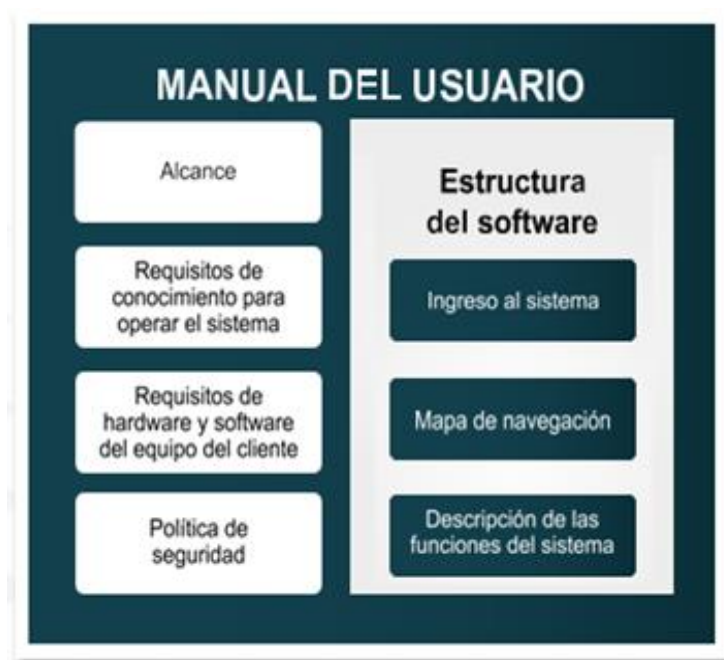 MANUAL DEL USUARIO
Alcance
Requisitos de
conocimiento para
operar el sistema
Requisitos de
hardware y software
del equipo del cliente
Política de
seguridad
Estructura
del software
Ingreso al sistema
Mapa de navegación
Descripción de las
funciones del sistema